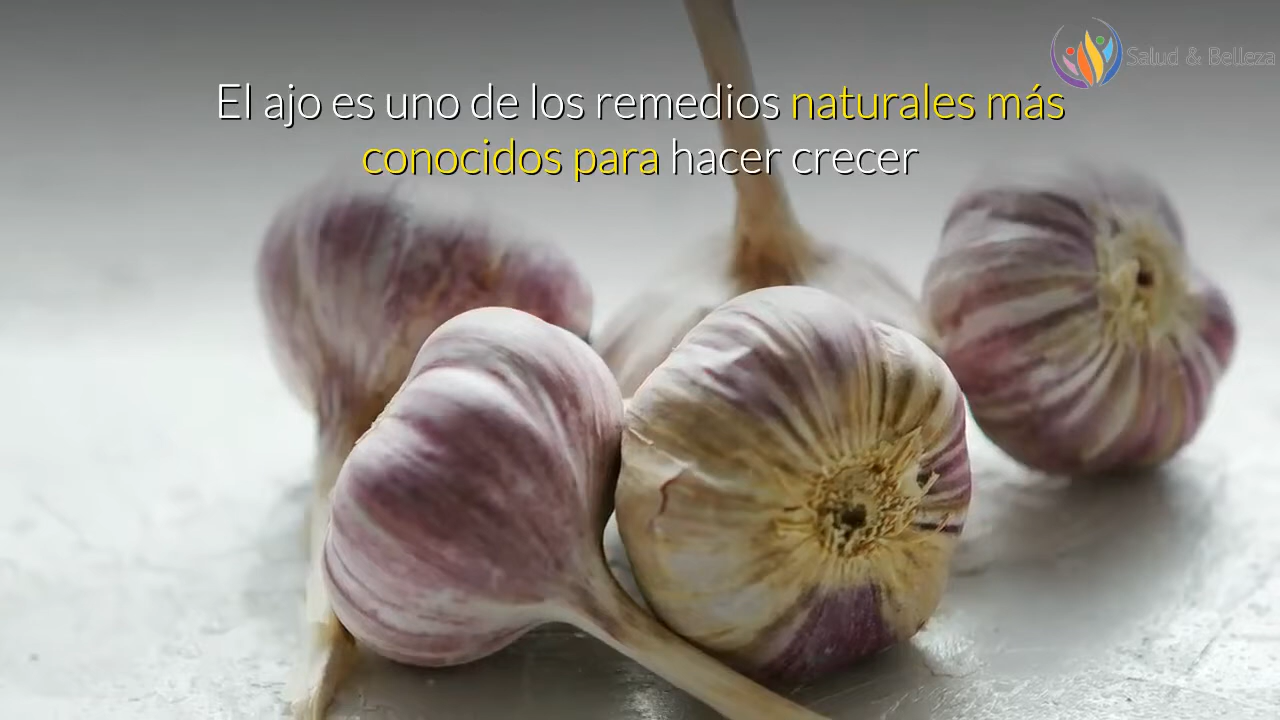 Salud & Belleza
El ajo es uno de los remedios naturales más
conocidos para hacer crecer